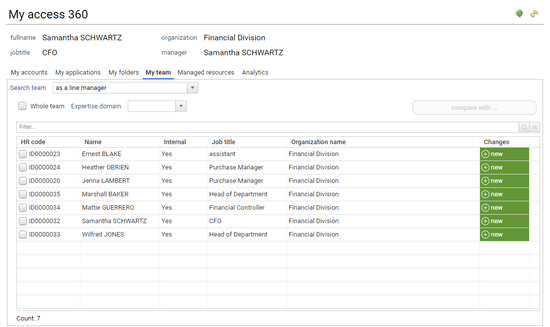 My access 360
fullname Samantha SCHWARTZ organization Financial Division
jobtitle CFO manager Samantha SCHWARTZ
My accounts My applications My folders My team Managed resources Analytics
Search team as a line manager
Whole team Expertise domain compare with ...
Filter...
HR code Name Internal Job title Organization name Changes
ID0000023 Ernest BLAKE Yes assistant Financial Division new
ID0000024 Heather OBRIEN Yes Purchase Manager Financial Division new
ID0000020 Jenna LAMBERT Yes Purchase Manager Financial Division new
ID0000035 Marshall BAKER Yes Head of Department Financial Division new
ID0000034 Mattie GUERRERO Yes Financial Controller Financial Division new
ID0000032 Samantha SCHWARTZ Yes CFO Financial Division new
ID0000033 Wilfred JONES Yes Head of Department Financial Division new
Count: 7